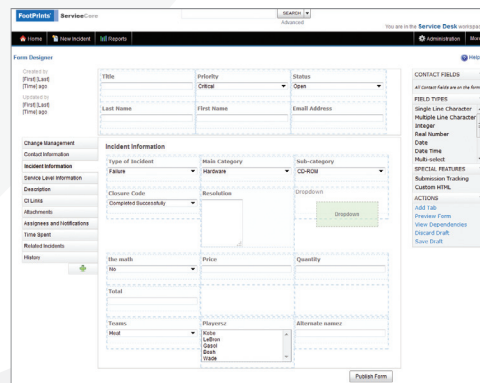 FootPrints ServiceCore
SEARCH
Advanced
You are in the Service Desk workspace
Home
New Incident
Reports
Administration
More
Form Designer
Help
Created by
[First] [Last]
[Time] ago
Updated by
[First] [Last]
[Time] ago
Title
Priority
Status
Critical
Open
Last Name
First Name
Email Address
Change Management
Contact Information
Incident Information
Service Level Information
Description
CI Links
Attachments
Assignees and Notifications
Time Spent
Related Incidents
History
Incident Information
Type of Incident
Main Category
Sub-category
Failure
Hardware
CD-ROM
Closure Code
Resolution
Dropdown
Completed Successfully
Dropdown
the math
Price
Quantity
No
Total
Teams
Playersz
Alternate namez
Heat
Kobe
LeBron
Gasol
Bosh
Wade
Publish Form
CONTACT FIELDS
All Contact fields are on the form
FIELD TYPES
Single Line Character
Multiple Line Character
Integer
Real Number
Date
Date Time
Multi-select
SPECIAL FEATURES
Submission Tracking
Custom HTML
ACTIONS
Add Tab
Preview Form
View Dependencies
Discard Draft
Save Draft